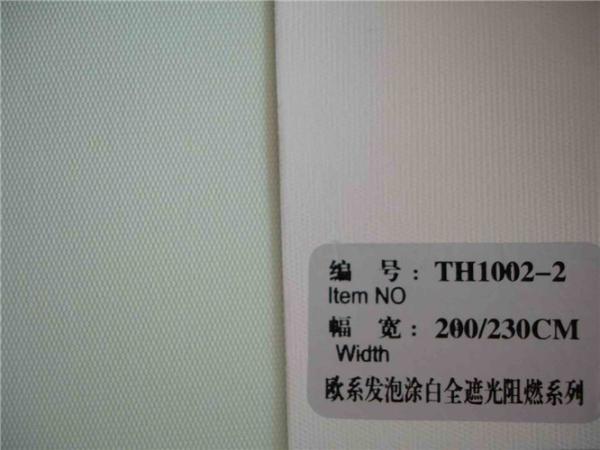 编 号：TH1002-2
Item NO
幅 宽：200/230CM
Width
欧系发泡涂白全遮光阻燃系列